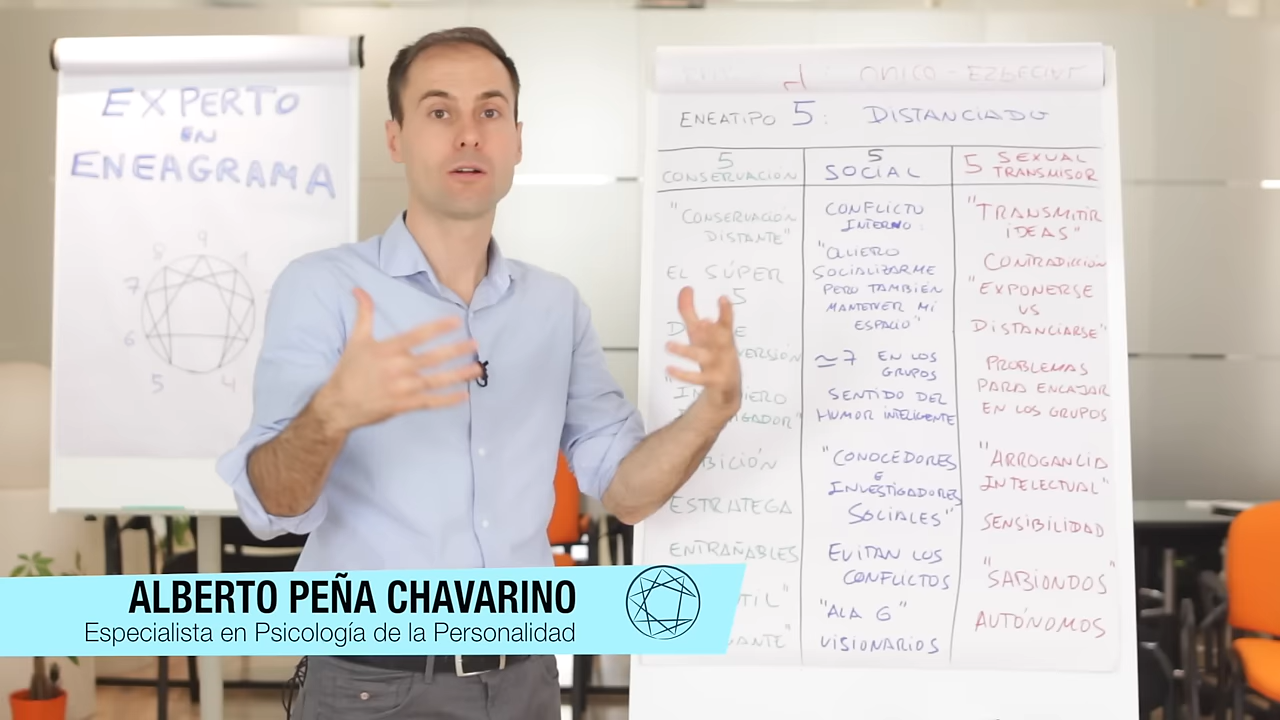 EXPERTO
EN
ENEAGRAMA
9
8 1
7
6
5 4
ENEATIPO 5: DISTANCIADO
5
CONSERVACIÓN
"CONSERVACIÓN
DISTANTE"
EL SÚPER
5
ESTRATEGA
ENTRAÑABLES
5
SOCIAL
CONFLICTO
INTERNO:
"QUIERO
SOCIALIZARME
PERO TAMBIÉN
MANTENER MI
ESPACIO"
≃7 EN LOS
GRUPOS
SENTIDO DEL
HUMOR INTELIGENTE
"CONOCEDORES
E
INVESTIGADORES
SOCIALES"
EVITAN LOS
CONFLICTOS
"ALA 6"
VISIONARIOS
5 SEXUAL
TRANSMISOR
"TRANSMITIR
IDEAS"
CONTRADICCIÓN
"EXPONERSE
VS
DISTANCIARSE"
PROBLEMAS
PARA ENCAJAR
EN LOS GRUPOS
"ARROGANCIA
INTELECTUAL"
SENSIBILIDAD
"SABIONDOS"
AUTÓNOMOS
ALBERTO PEÑA CHAVARINO
Especialista en Psicología de la Personalidad